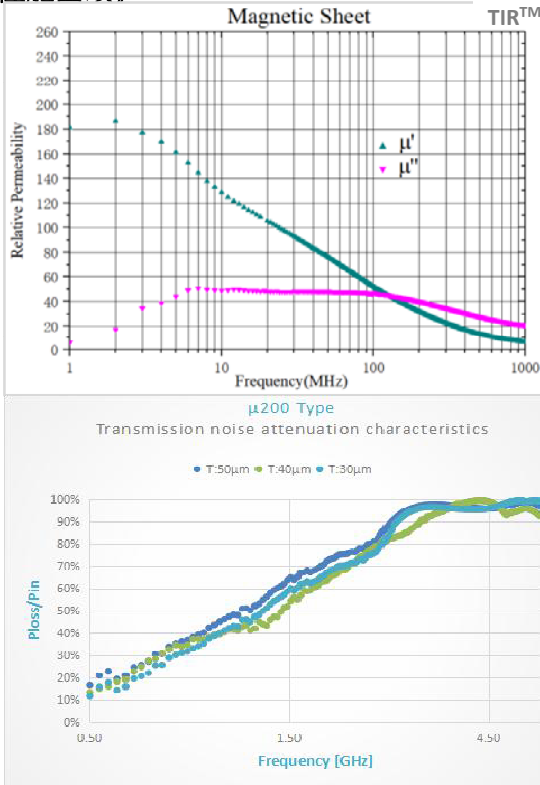 Magnetic Sheet
TIR™
260
240
220
200
180
160
140
120
100
80
60
40
20
0
Relative Permeability
μ'
μ"
1
10
100
1000
Frequency(MHz)
μ200 Type
Transmission noise attenuation characteristics
T:50μm T:40μm T:30μm
100%
90%
80%
70%
60%
50%
40%
30%
20%
10%
0%
Ploss/Pin
0.50
1.50
4.50
Frequency [GHz]